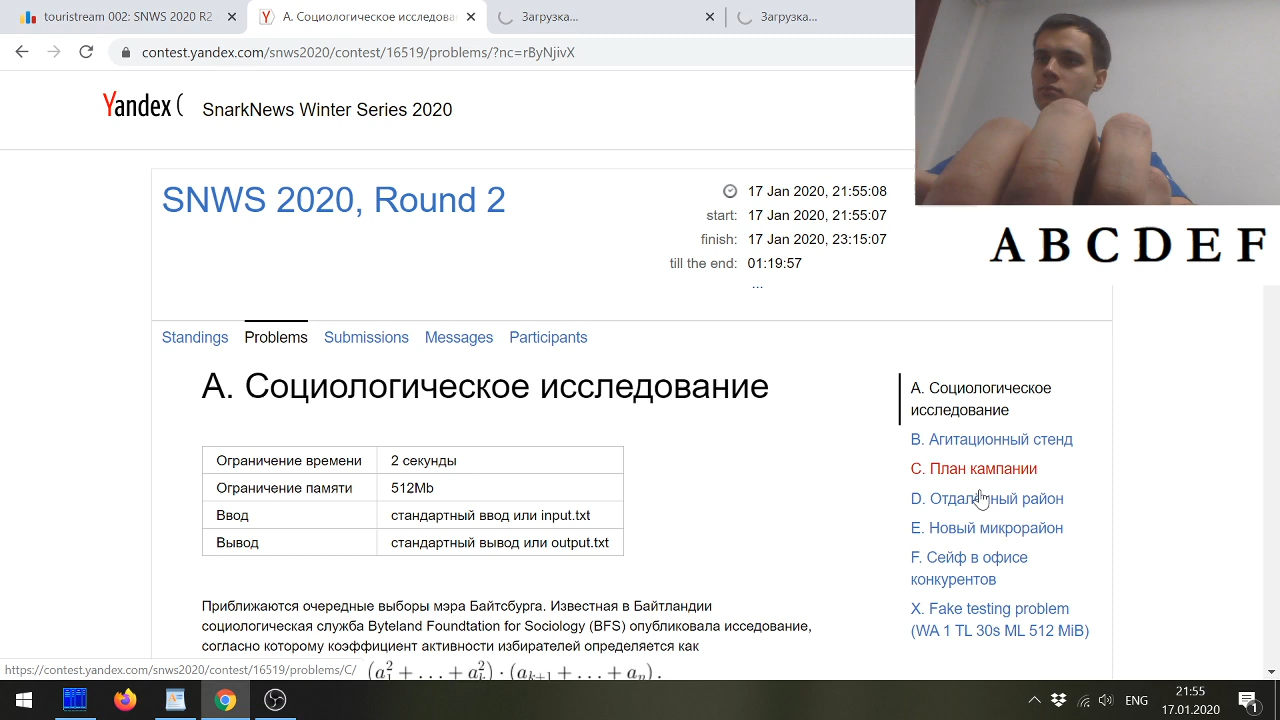 touristream 002: SNWS 2020 R2
А. Социологическое исследова
Загрузка...
Загрузка...
contest.yandex.com/snws2020/contest/16519/problems/?nc=rByNjivX
Yandex (
SnarkNews Winter Series 2020
SNWS 2020, Round 2
17 Jan 2020, 21:55:08
start: 17 Jan 2020, 21:55:07
finish: 17 Jan 2020, 23:15:07
till the end: 01:19:57
...
A B C D E F
Standings Problems Submissions Messages Participants
A. Социологическое исследование
Ограничение времени 2 секунды
Ограничение памяти 512Mb
Ввод стандартный ввод или input.txt
Вывод стандартный вывод или output.txt
Приближаются очередные выборы мэра Байтсбурга. Известная в Байтландии
социологическая служба Byteland Foundtation for Sociology (BFS) опубликовала исседование,
согласно которому коэффициент активности избирателей определяется как
(a₁² + . . . + aₖ²) · (aₖ₊₁ + . . . + aₙ).
A. Социологическое
исследование
B. Агитационный стенд
C. План кампании
D. Отдаленный район
E. Новый микрорайон
F. Сейф в офисе
конкурентов
X. Fake testing problem
(WA 1 TL 30s ML 512 MiB)
https://contest.yandex.com/snws2020/contest/16519/problems/C/
ENG
21:55
17.01.2020
1